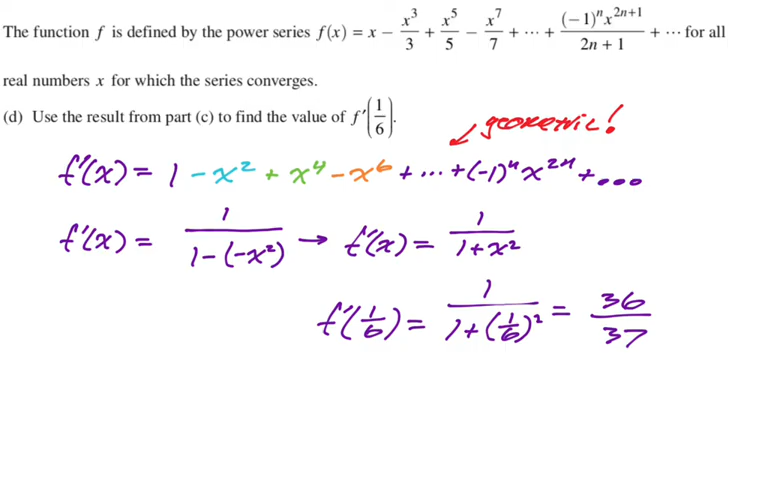 The function f is defined by the power series f(x) = x − x³/3 + x⁵/5 − x⁷/7 + ··· + (−1)ⁿx²ⁿ⁺¹/(2n + 1) + ··· for all
real numbers x for which the series converges.
(d) Use the result from part (c) to find the value of f′(1/6).
geometric!
f'(x) = 1 − x² + x⁴ − x⁶ + ... + (−1)ⁿx²ⁿ + ...
f'(x) = 1/(1−(−x²)) → f'(x) = 1/(1+x²)
f'(1/6) = 1/(1+(1/6)²) = 36/37